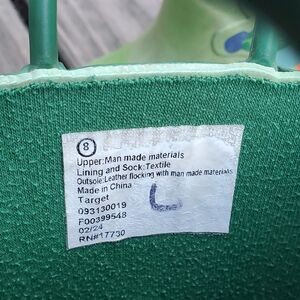 8
Upper:Man made materials
Lining and Sock:Textile
Outsole:Leather flocking with man made materials
Made in China
Target
093130019
F00399548
02/24
RN#17730
L